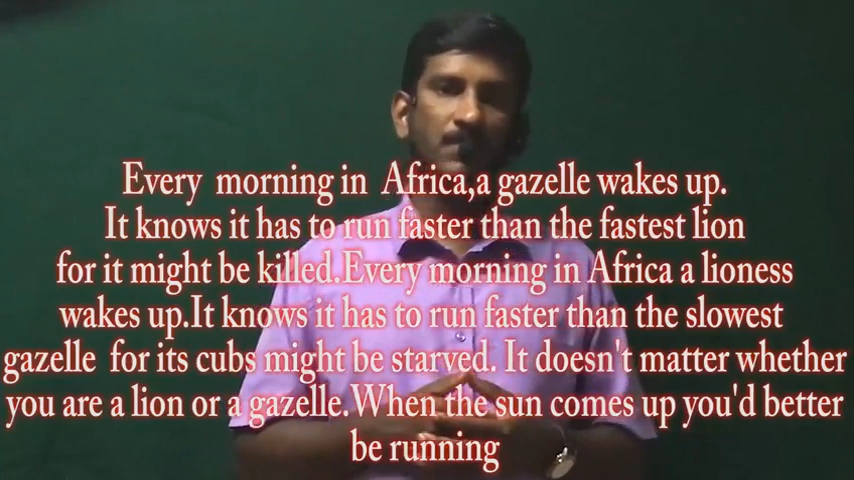 Every  morning in  Africa,a gazelle wakes up.
It knows it has to run faster than the fastest lion
for it might be killed.Every morning in Africa a lioness
wakes up.It knows it has to run faster than the slowest
gazelle  for its cubs might be starved. It doesn't matter whether
you are a lion or a gazelle.When the sun comes up you'd better
be running